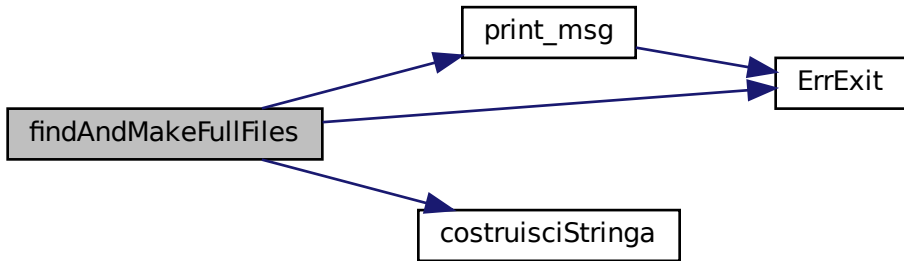 print_msg
ErrExit
findAndMakeFullFiles
costruisciStringa